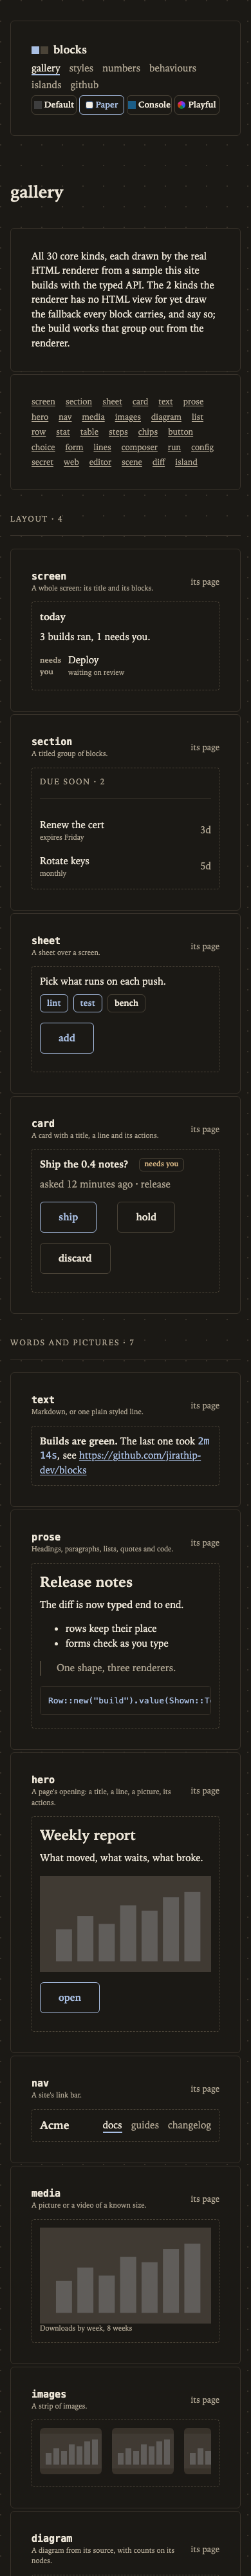 blocks
gallery styles numbers behaviours
islands github
Default Paper Console Playful
gallery
All 30 core kinds, each drawn by the real
HTML renderer from a sample this site
builds with the typed API. The 2 kinds the
renderer has no HTML view for yet draw
the fallback every block carries, and say so;
the build works that group out from the
renderer.
screen section sheet card text prose
hero nav media images diagram list
row stat table steps chips button
choice form lines composer run config
secret web editor scene diff island
LAYOUT · 4
screen
its page
A whole screen: its title and its blocks.
today
3 builds ran, 1 needs you.
needs you
Deploy
waiting on review
section
its page
A titled group of blocks.
DUE SOON · 2
Renew the cert
expires Friday
3d
Rotate keys
monthly
5d
sheet
its page
A sheet over a screen.
Pick what runs on each push.
lint test bench
add
card
its page
A card with a title, a line and its actions.
Ship the 0.4 notes? needs you
asked 12 minutes ago · release
ship hold
discard
WORDS AND PICTURES · 7
text
its page
Markdown, or one plain styled line.
Builds are green. The last one took 2m
14s, see https://github.com/jirathip-
dev/blocks
prose
its page
Headings, paragraphs, lists, quotes and code.
Release notes
The diff is now typed end to end.
• rows keep their place
• forms check as you type
One shape, three renderers.
Row::new("build").value(Shown::T
hero
its page
A page's opening: a title, a line, a picture, its
actions.
Weekly report
What moved, what waits, what broke.
open
nav
its page
A site's link bar.
Acme docs guides changelog
media
its page
A picture or a video of a known size.
Downloads by week, 8 weeks
images
its page
A strip of images.
diagram
its page
A diagram from its source, with counts on its
nodes.